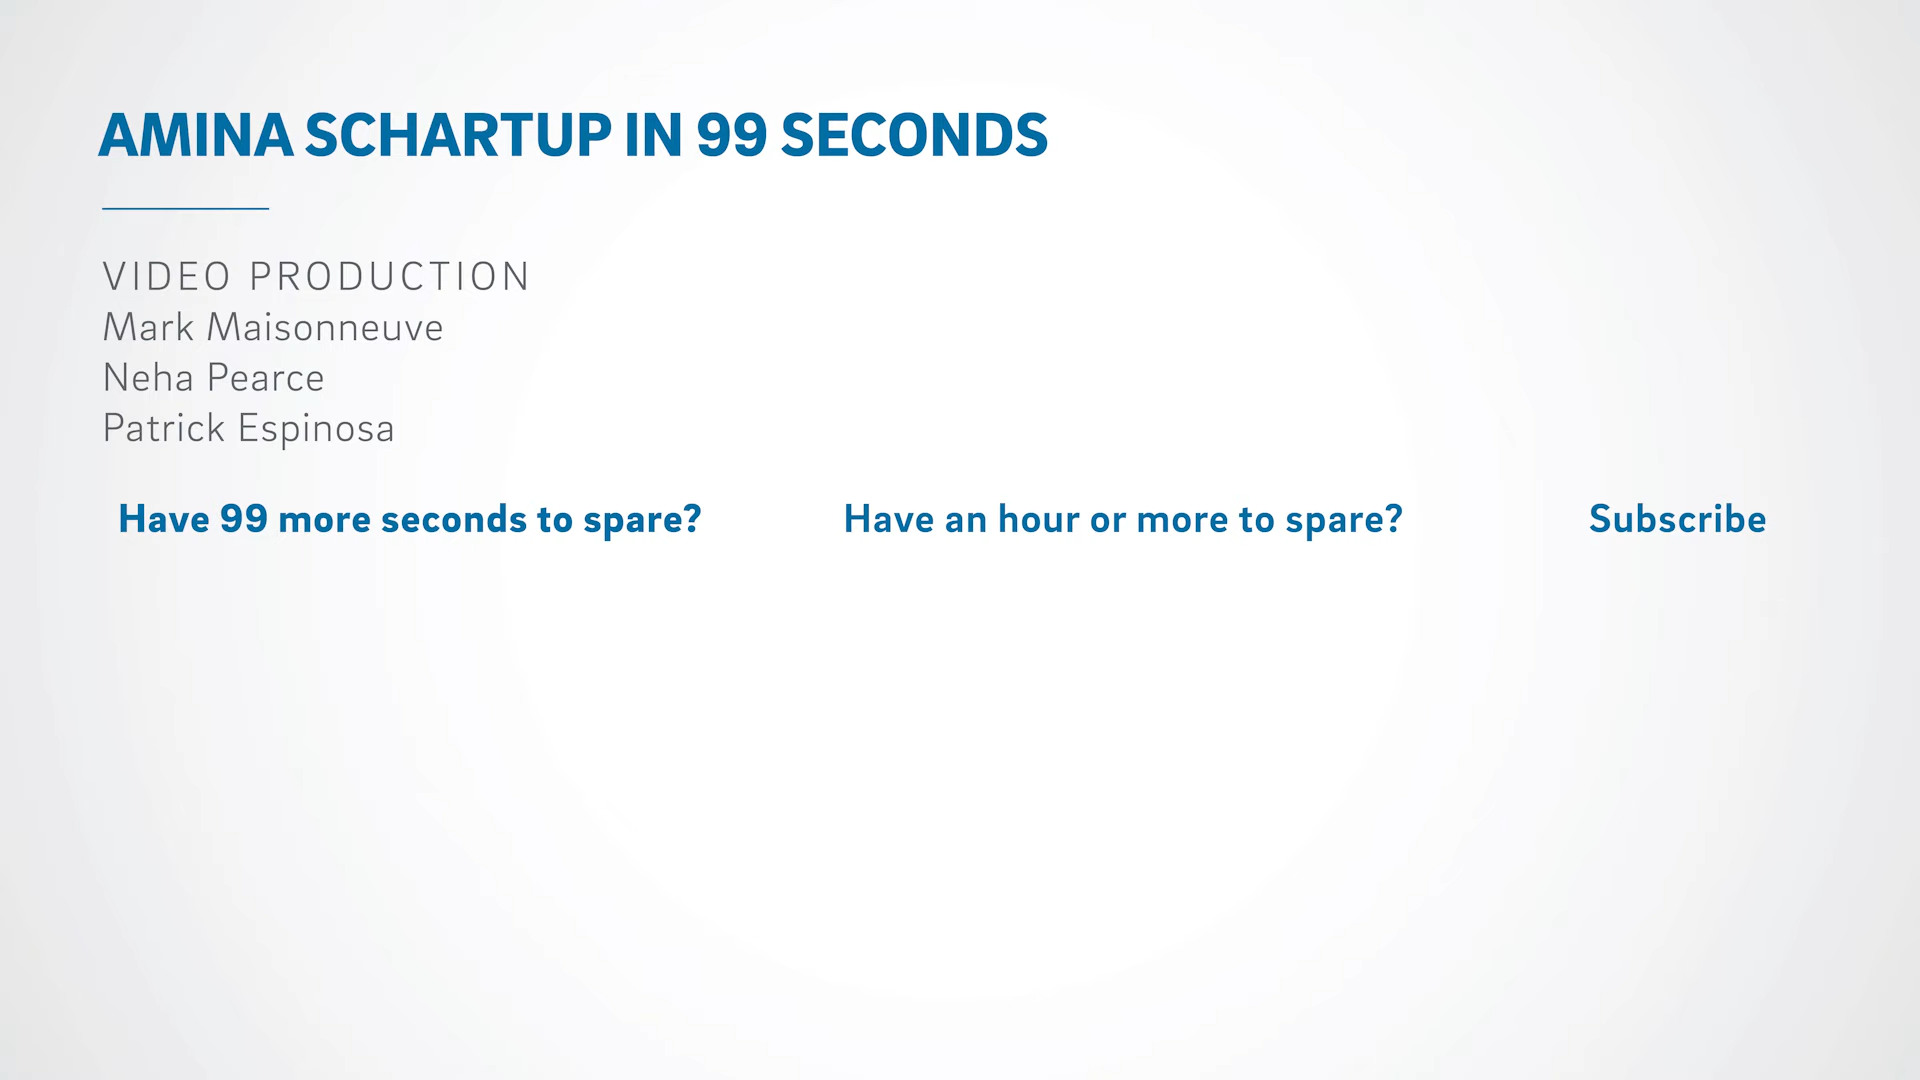 AMINA SCHARTUP IN 99 SECONDS
VIDEO PRODUCTION
Mark Maisonneuve
Neha Pearce
Patrick Espinosa
Have 99 more seconds to spare?
Have an hour or more to spare?
Subscribe